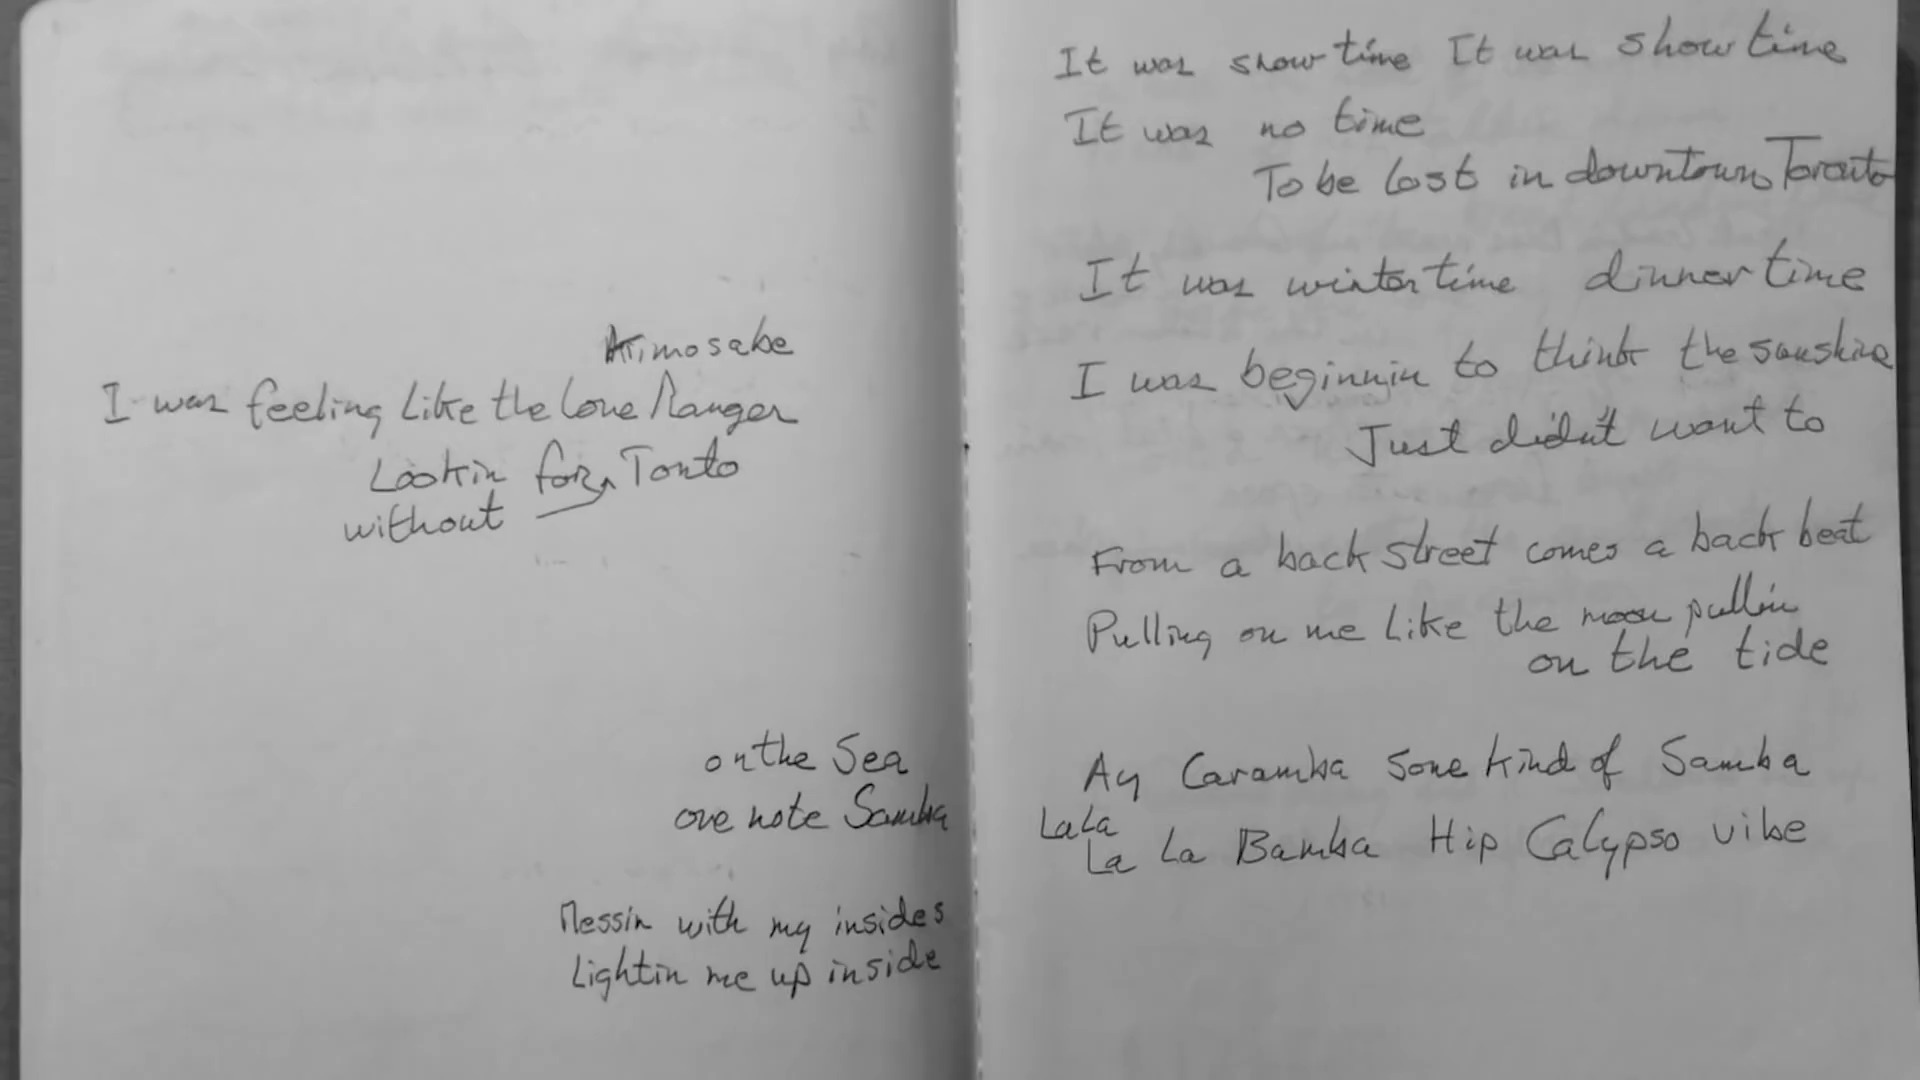 Kimosabe
I was feeling like the Lone Ranger
Lookin for Tonto
without
on the Sea
one note Samba
Messin with my insides
Lightin me up inside
It was show time It was show time
It was no time
To be lost in downtown Toronto
It was winter time dinner time
I was beginnin to think the sunshine
Just didn't want to
From a back street comes a back beat
Pulling on me like the moon pullin
on the tide
Ay Caramba some kind of Samba
LaLa
La La Bamba Hip Calypso vibe